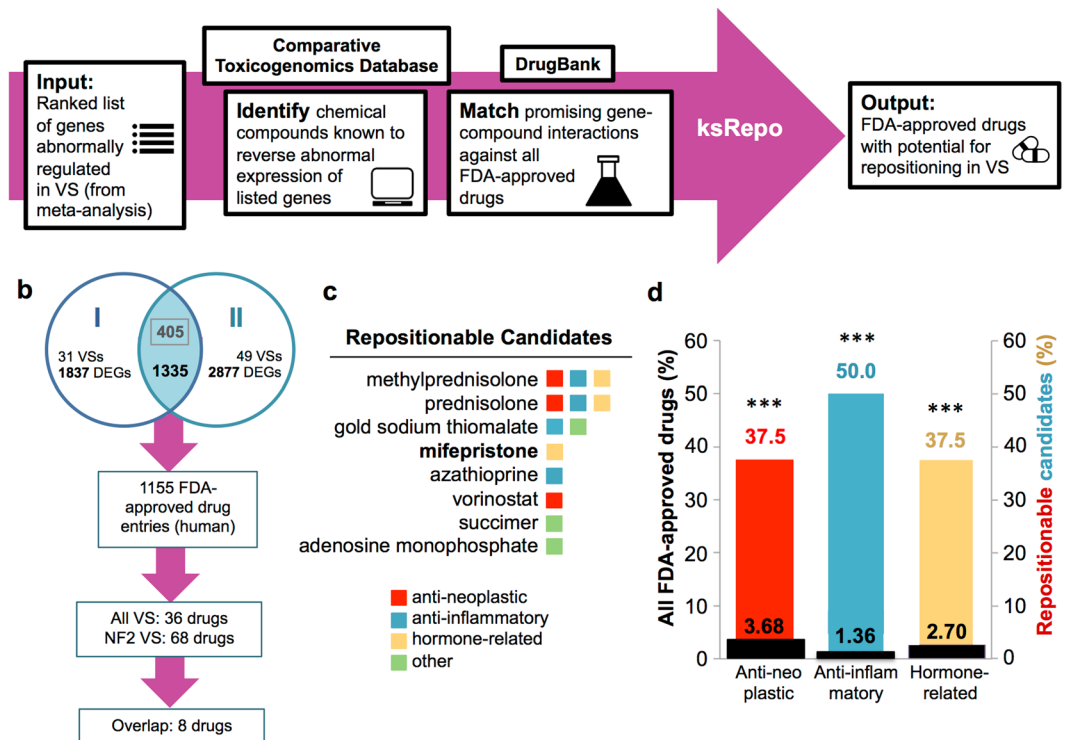 Comparative
Toxicogenomics Database
DrugBank
Input:
Ranked list
of genes
abnormally
regulated
in VS (from
meta-analysis)
Identify chemical
compounds known to
reverse abnormal
expression of
listed genes
Match promising gene-
compound interactions
against all
FDA-approved
drugs
ksRepo
Output:
FDA-approved drugs
with potential for
repositioning in VS
b
I
II
405
31 VSs
1837 DEGs
1335
49 VSs
2877 DEGs
1155 FDA-
approved drug
entries (human)
All VS: 36 drugs
NF2 VS: 68 drugs
Overlap: 8 drugs
c
Repositionable Candidates
methylprednisolone
prednisolone
gold sodium thiomalate
mifepristone
azathioprine
vorinostat
succimer
adenosine monophosphate
anti-neoplastic
anti-inflammatory
hormone-related
other
d
All FDA-approved drugs (%)
60
50
40
30
20
10
0
***
37.5
3.68
***
50.0
1.36
***
37.5
2.70
Anti-neo
plastic
Anti-inflam
matory
Hormone-
related
60
50
40
30
20
10
0
Repositionable candidates (%)